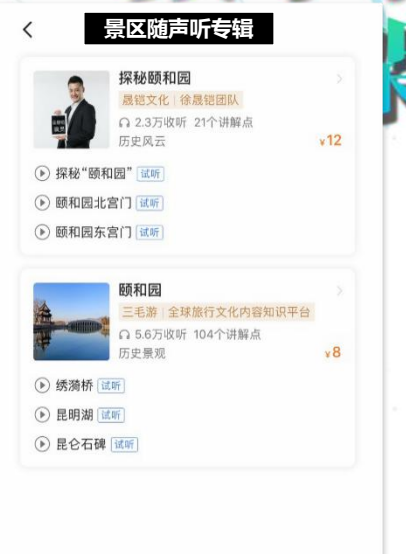 景区随声听专辑
探秘颐和园
晟铠文化 | 徐晟铠团队
2.3万收听 21个讲解点
历史风云
¥12
探秘“颐和园” 试听
颐和园北宫门 试听
颐和园东宫门 试听
颐和园
三毛游 | 全球旅行文化内容知识平台
5.6万收听 104个讲解点
历史景观
¥8
绣漪桥 试听
昆明湖 试听
昆仑石碑 试听